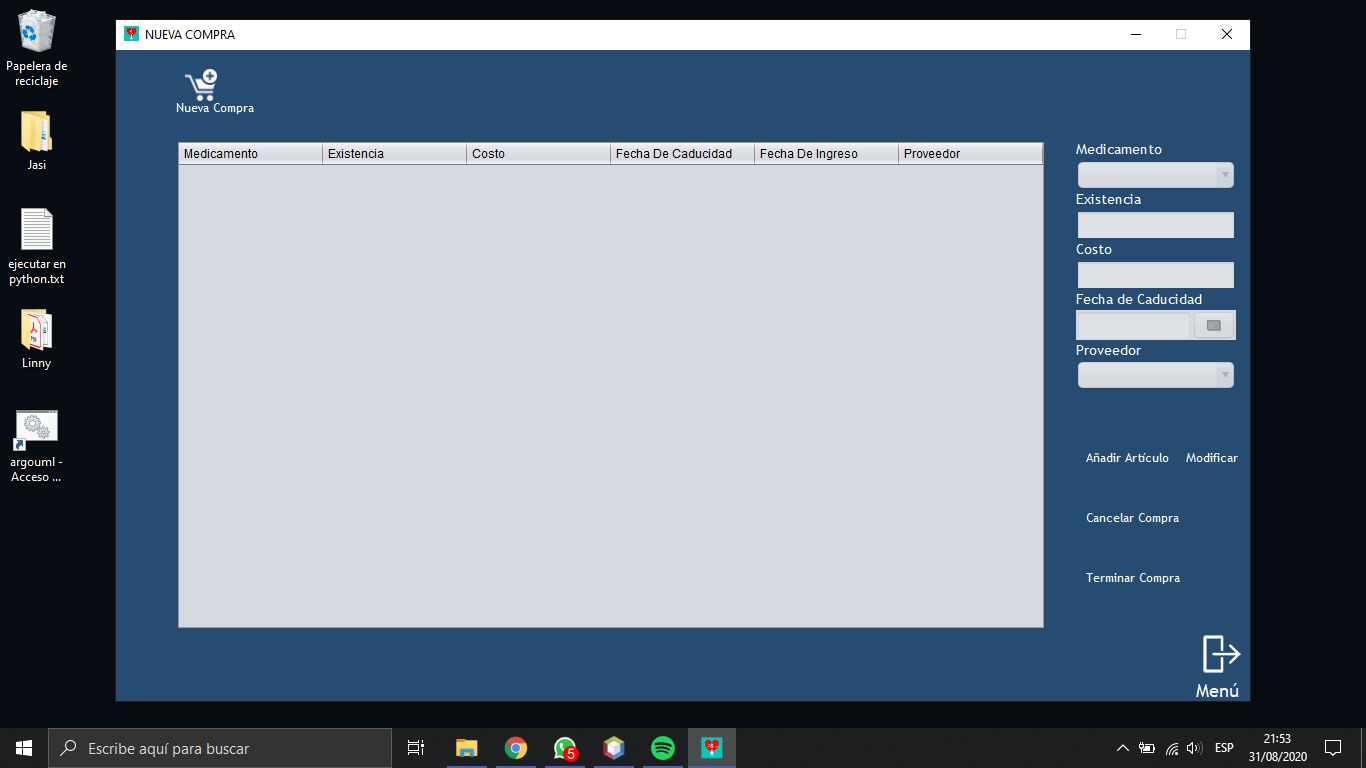 Papelera de
reciclaje
Jasi
ejecutar en
python.txt
Linny
argouml -
Acceso ...
NUEVA COMPRA
Nueva Compra
Medicamento
Existencia
Costo
Fecha De Caducidad
Fecha De Ingreso
Proveedor
Medicamento
Existencia
Costo
Fecha de Caducidad
Proveedor
Añadir Artículo
Modificar
Cancelar Compra
Terminar Compra
Menú
Escribe aquí para buscar
5
ESP
21:53
31/08/2020